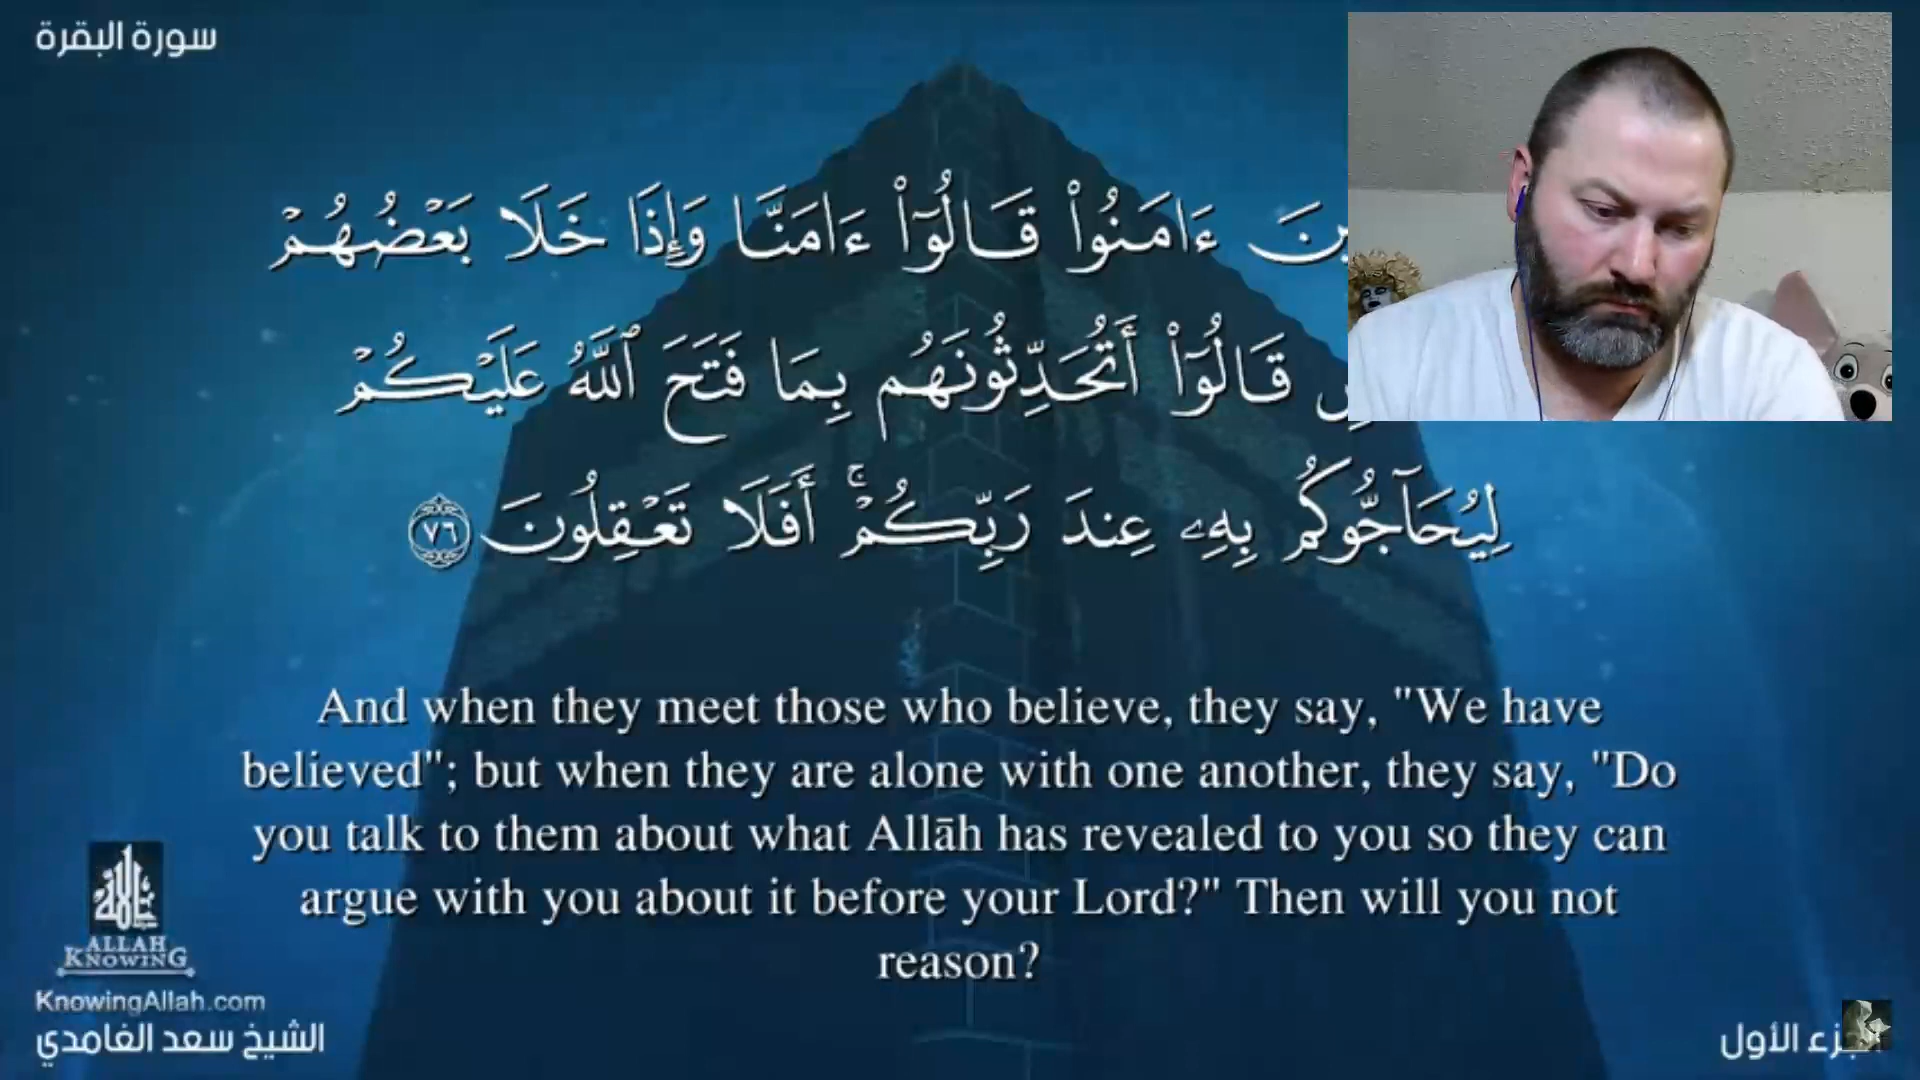 سورة البقرة
ءَامَنُوا۟ قَالُوٓا۟ ءَامَنَّا وَإِذَا خَلَا بَعْضُهُمْ
قَالُوٓا۟ أَتُحَدِّثُونَهُم بِمَا فَتَحَ ٱللَّهُ عَلَيْكُمْ
لِيُحَآجُّوكُم بِهِۦ عِندَ رَبِّكُمْ ۚ أَفَلَا تَعْقِلُونَ ٧٦
And when they meet those who believe, they say, "We have
believed"; but when they are alone with one another, they say, "Do
you talk to them about what Allāh has revealed to you so they can
argue with you about it before your Lord?" Then will you not
reason?
ALLAH
KNOWING
KnowingAllah.com
الشيخ سعد الغامدي
الأول